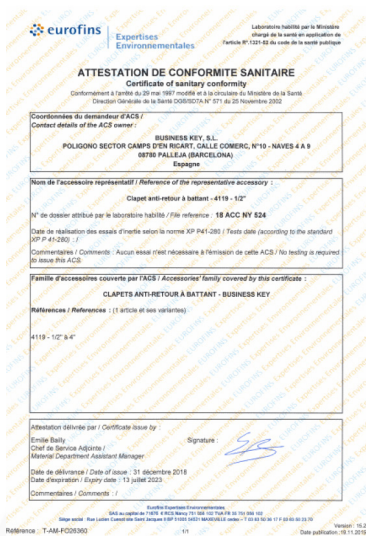 eurofins
Expertises
Environnementales
Laboratoire habilité par le Ministère
chargé de la santé en application de
l'article R*.1321-52 du code de la santé publique
ATTESTATION DE CONFORMITE SANITAIRE
Certificate of sanitary conformity
Conformément à l'arrêté du 29 mai 1997 modifié et à la circulaire du Ministère de la Santé
Direction Générale de la Santé DGS/SD7A N° 571 du 25 Novembre 2002
Coordonnées du demandeur d'ACS /
Contact details of the ACS owner :
BUSINESS KEY, S.L.
POLIGONO SECTOR CAMPS D'EN RICART, CALLE COMERC, N°10 - NAVES 4 A 9
08780 PALLEJA (BARCELONA)
Espagne
Nom de l'accessoire représentatif / Reference of the representative accessory :
Clapet anti-retour à battant - 4119 - 1/2"
N° de dossier attribué par le laboratoire habilité / File reference : 18 ACC NY 524
Date de réalisation des essais d'inertie selon la norme XP P41-280 / Tests date (according to the standard
XP P 41-280) : /
Commentaires / Comments : Aucun essai n'est nécessaire à l'émission de cette ACS / No testing is required
to issue this ACS.
Famille d'accessoires couverte par l'ACS / Accessories' family covered by this certificate :
CLAPETS ANTI-RETOUR À BATTANT - BUSINESS KEY
Références / References : (1 article et ses variantes)
4119 - 1/2" à 4"
Attestation délivrée par / Certificate issue by :
Emilie Bailly
Signature :
Chef de Service Adjointe /
Material Department Assistant Manager
Date de délivrance / Date of issue : 31 décembre 2018
Date d'expiration / Expiry date : 13 juillet 2023
Commentaires / Comments : /
Eurofins Expertises Environnementales
Référence : T-AM-FO26360
1/1
Version : 19.2
Date publication :19.11.2018